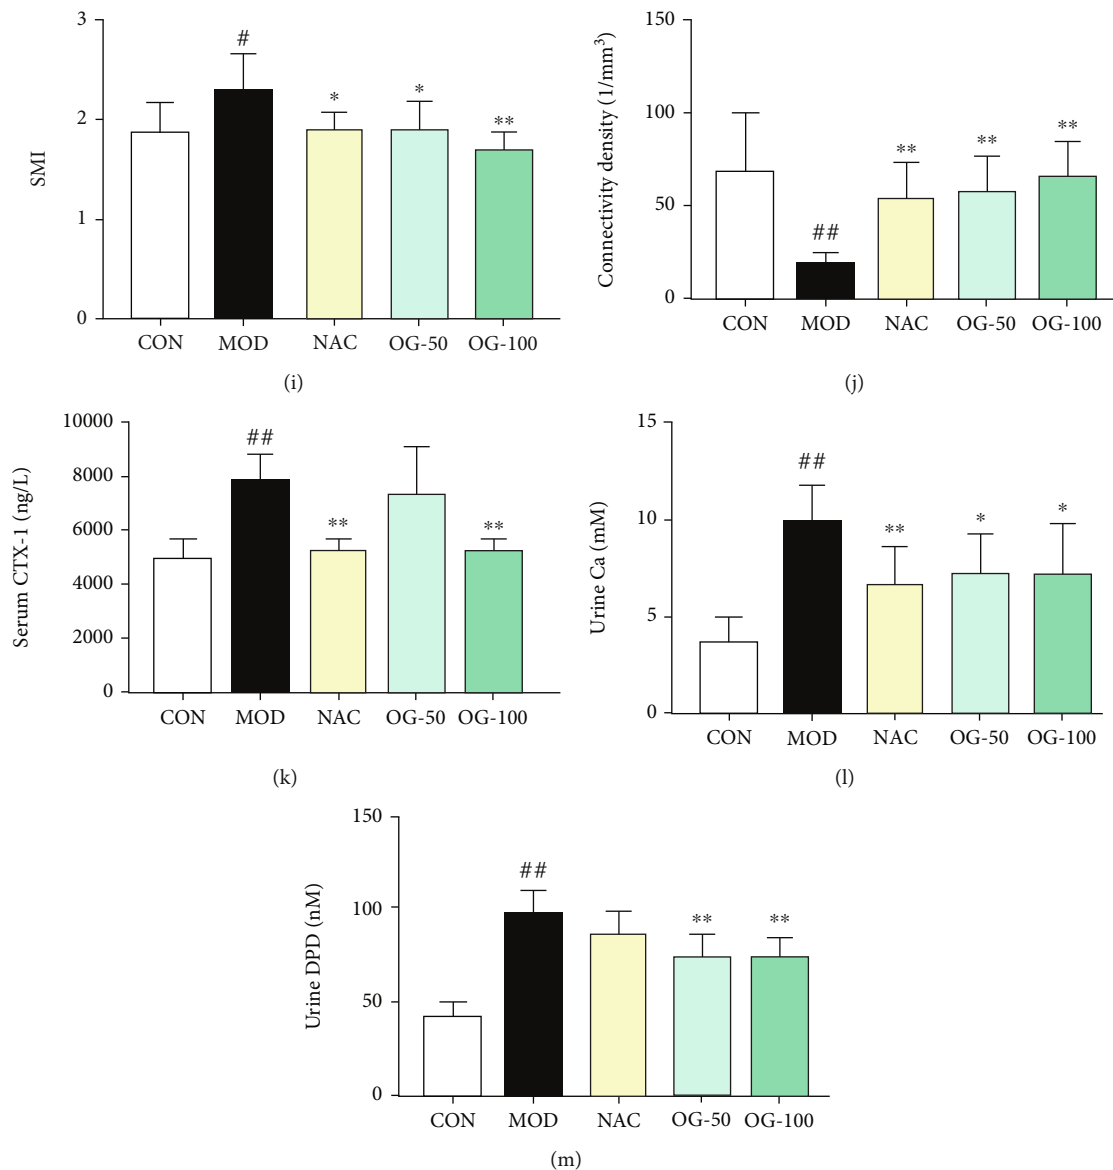 3
2
1
0
SMI
#
*
*
**
CON MOD NAC OG-50 OG-100
(i)
150
100
50
0
Connectivity density (1/mm³)
##
**
**
**
CON MOD NAC OG-50 OG-100
(j)
10000
8000
6000
4000
2000
0
Serum CTX-1 (ng/L)
##
**
**
CON MOD NAC OG-50 OG-100
(k)
15
10
5
0
Urine Ca (mM)
##
**
*
*
CON MOD NAC OG-50 OG-100
(l)
150
100
50
0
Urine DPD (nM)
##
**
**
CON MOD NAC OG-50 OG-100
(m)